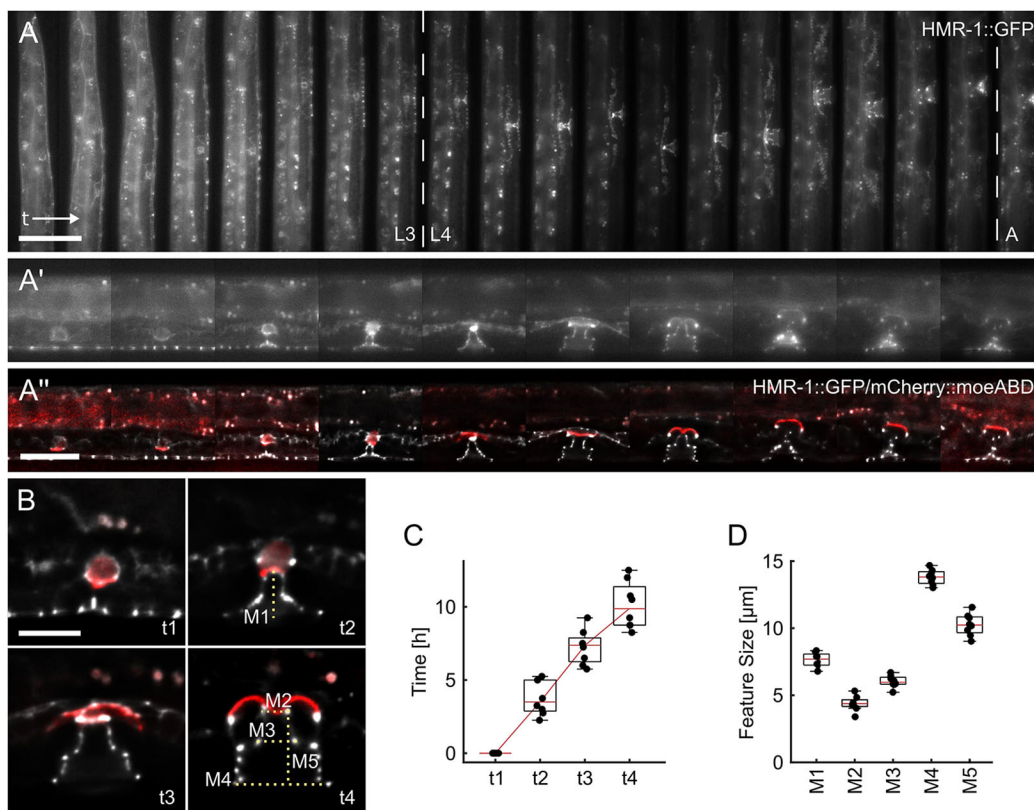 A
HMR-1::GFP
t
L3
L4
A
A'
A"
HMR-1::GFP/mCherry::moeABD
B
t1
M1
t2
t3
M2
M3
M4
M5
t4
C
Time [h]
10
5
0
t1 t2 t3 t4
D
Feature Size [µm]
15
10
5
0
M1 M2 M3 M4 M5